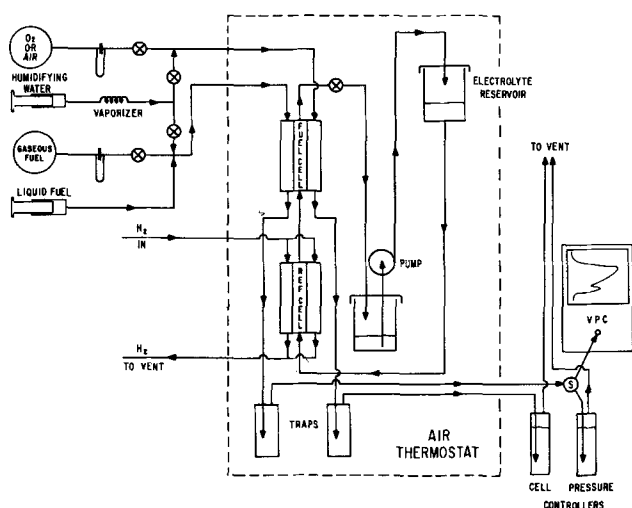 O₂
OR
AIR
HUMIDIFYING
WATER
VAPORIZER
GASEOUS
FUEL
LIQUID FUEL
H₂
IN
H₂
TO VENT
FUEL CELL
REF CELL
PUMP
ELECTROLYTE
RESERVOIR
TO VENT
VPC
S
TRAPS
AIR
THERMOSTAT
CELL PRESSURE
CONTROLLERS